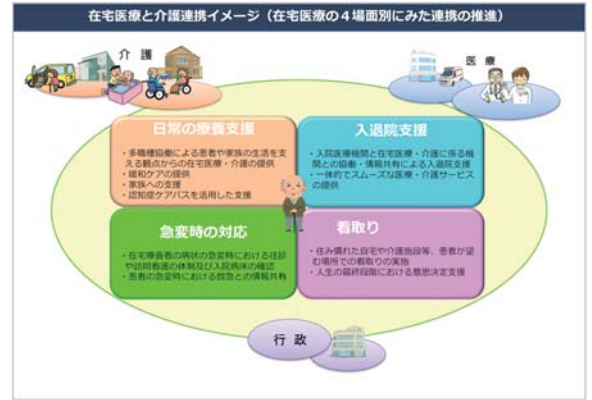 在宅医療と介護連携イメージ（在宅医療の４場面別にみた連携の推進）
介 護
医 療
日常の療養支援
・多職種協働による患者や家族の生活を支
える観点からの在宅医療・介護の提供
・緩和ケアの提供
・家族への支援
・認知症ケアパスを活用した支援
入退院支援
・入院医療機関と在宅医療・介護に係る機
関との協働・情報共有による入退院支援
・一体的でスムーズな医療・介護サービス
の提供
急変時の対応
・在宅療養者の病状の急変時における往診
や訪問看護の体制及び入院病床の確認
・患者の急変時における救急との情報共有
看取り
・住み慣れた自宅や介護施設等、患者が望
む場所での看取りの実施
・人生の最終段階における意思決定支援
行 政